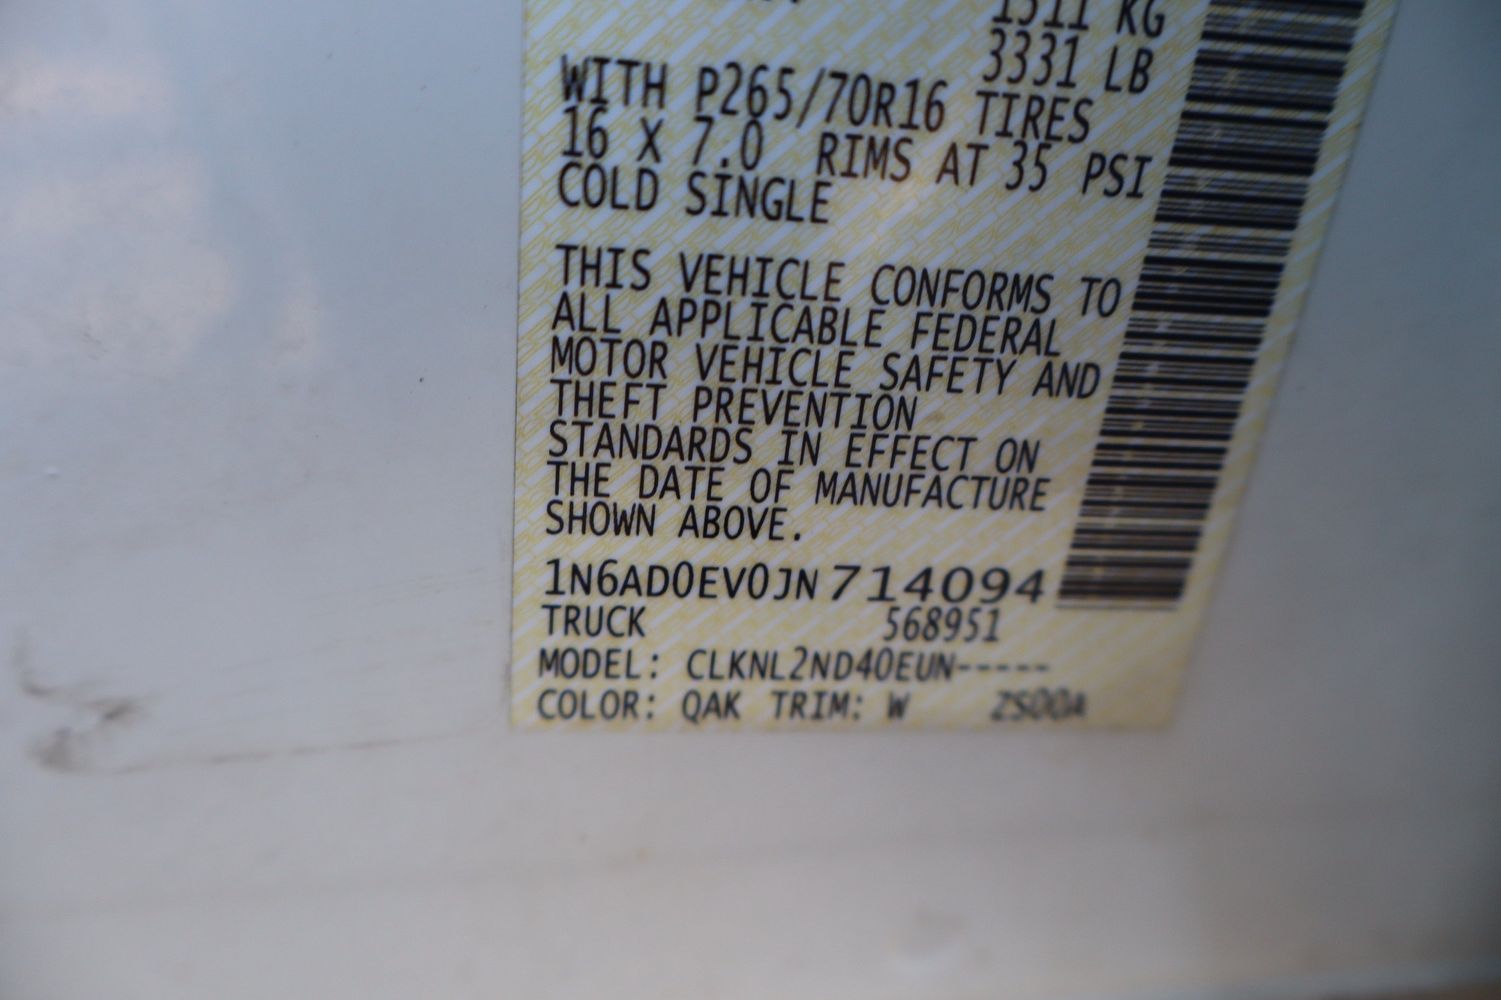 1511 KG
3331 LB
WITH P265/70R16 TIRES
16 X 7.0 RIMS AT 35 PSI
COLD SINGLE
THIS VEHICLE CONFORMS TO
ALL APPLICABLE FEDERAL
MOTOR VEHICLE SAFETY AND
THEFT PREVENTION
STANDARDS IN EFFECT ON
THE DATE OF MANUFACTURE
SHOWN ABOVE.
1N6AD0EV0JN714094
TRUCK 568951
MODEL: CLKNL2ND40EUN-----
COLOR: QAK TRIM: W ZS00A